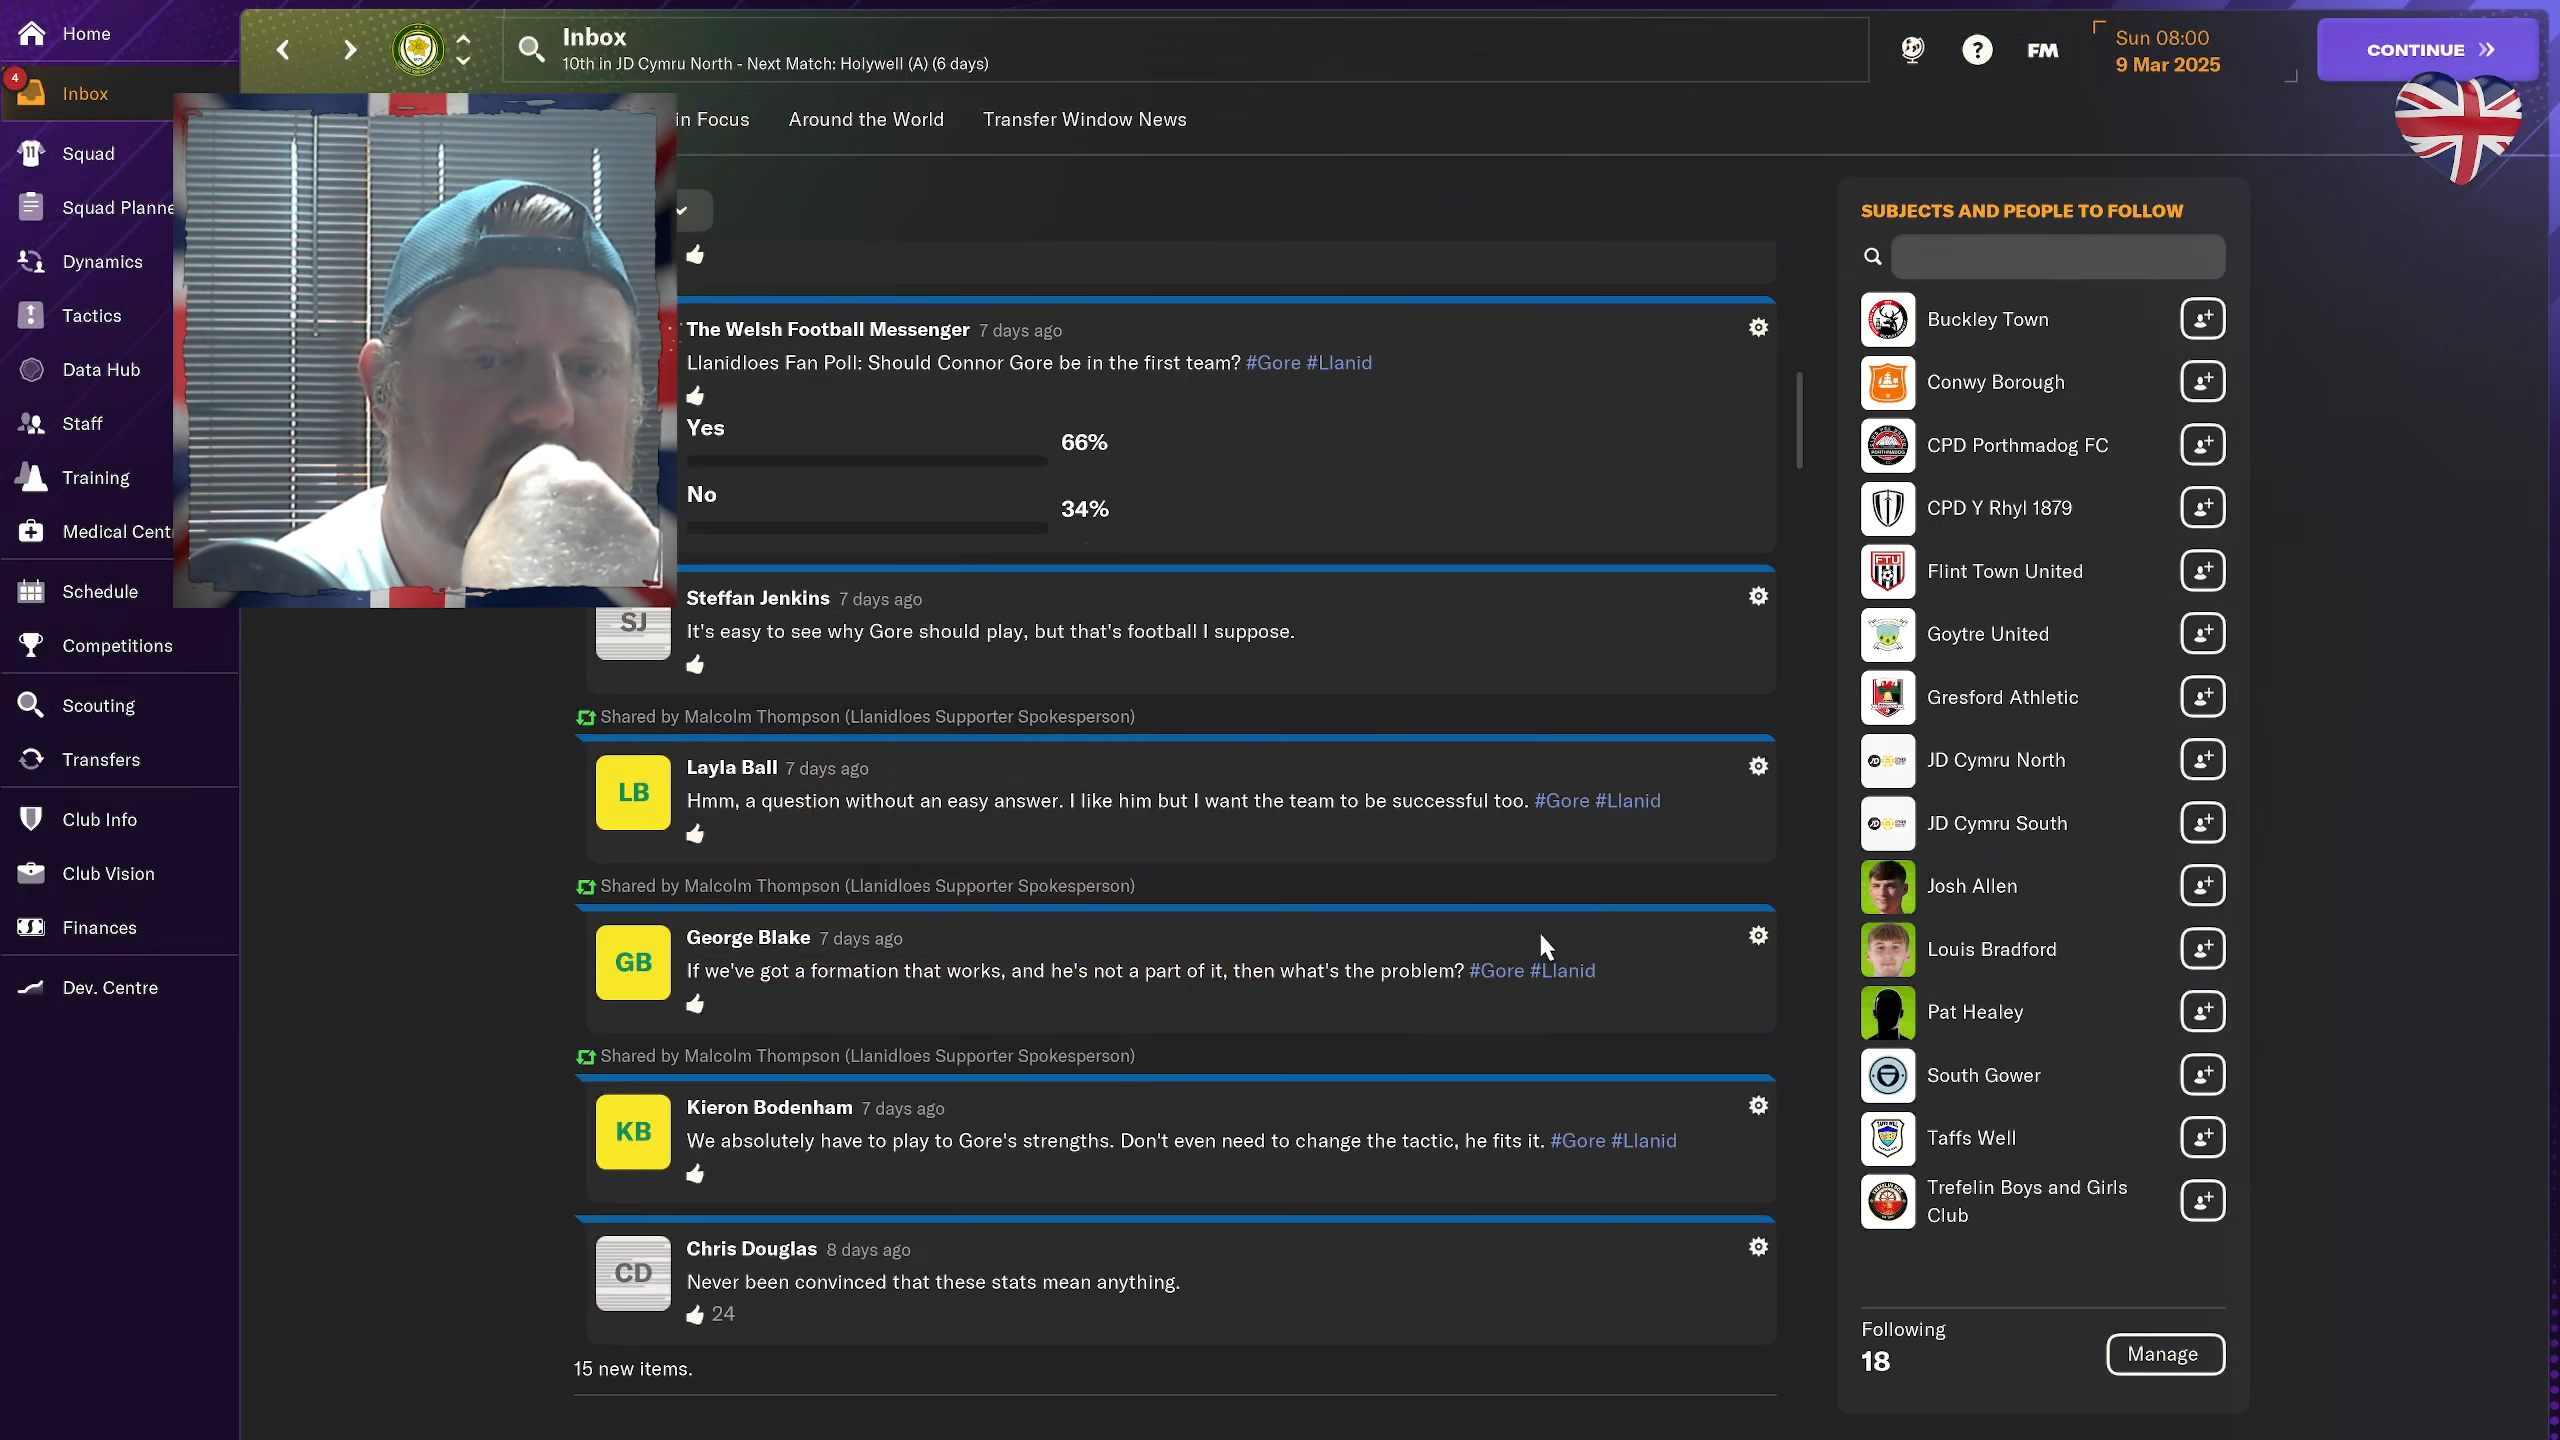 Home
4
Inbox
Squad
Squad Planne
Dynamics
Tactics
Data Hub
Staff
Training
Medical Cent
Schedule
Competitions
Scouting
Transfers
Club Info
Club Vision
Finances
Dev. Centre
Inbox
10th in JD Cymru North - Next Match: Holywell (A) (6 days)
FM
Sun 08:00
9 Mar 2025
CONTINUE
in Focus
Around the World
Transfer Window News
The Welsh Football Messenger 7 days ago
Llanidloes Fan Poll: Should Connor Gore be in the first team? #Gore #Llanid
Yes
66%
No
34%
SJ
Steffan Jenkins 7 days ago
It's easy to see why Gore should play, but that's football I suppose.
Shared by Malcolm Thompson (Llanidloes Supporter Spokesperson)
LB
Layla Ball 7 days ago
Hmm, a question without an easy answer. I like him but I want the team to be successful too. #Gore #Llanid
Shared by Malcolm Thompson (Llanidloes Supporter Spokesperson)
GB
George Blake 7 days ago
If we've got a formation that works, and he's not a part of it, then what's the problem? #Gore #Llanid
Shared by Malcolm Thompson (Llanidloes Supporter Spokesperson)
KB
Kieron Bodenham 7 days ago
We absolutely have to play to Gore's strengths. Don't even need to change the tactic, he fits it. #Gore #Llanid
CD
Chris Douglas 8 days ago
Never been convinced that these stats mean anything.
24
15 new items.
SUBJECTS AND PEOPLE TO FOLLOW
Buckley Town
Conwy Borough
CPD Porthmadog FC
CPD Y Rhyl 1879
Flint Town United
Goytre United
Gresford Athletic
JD Cymru North
JD Cymru South
Josh Allen
Louis Bradford
Pat Healey
South Gower
Taffs Well
Trefelin Boys and Girls
Club
Following
18
Manage